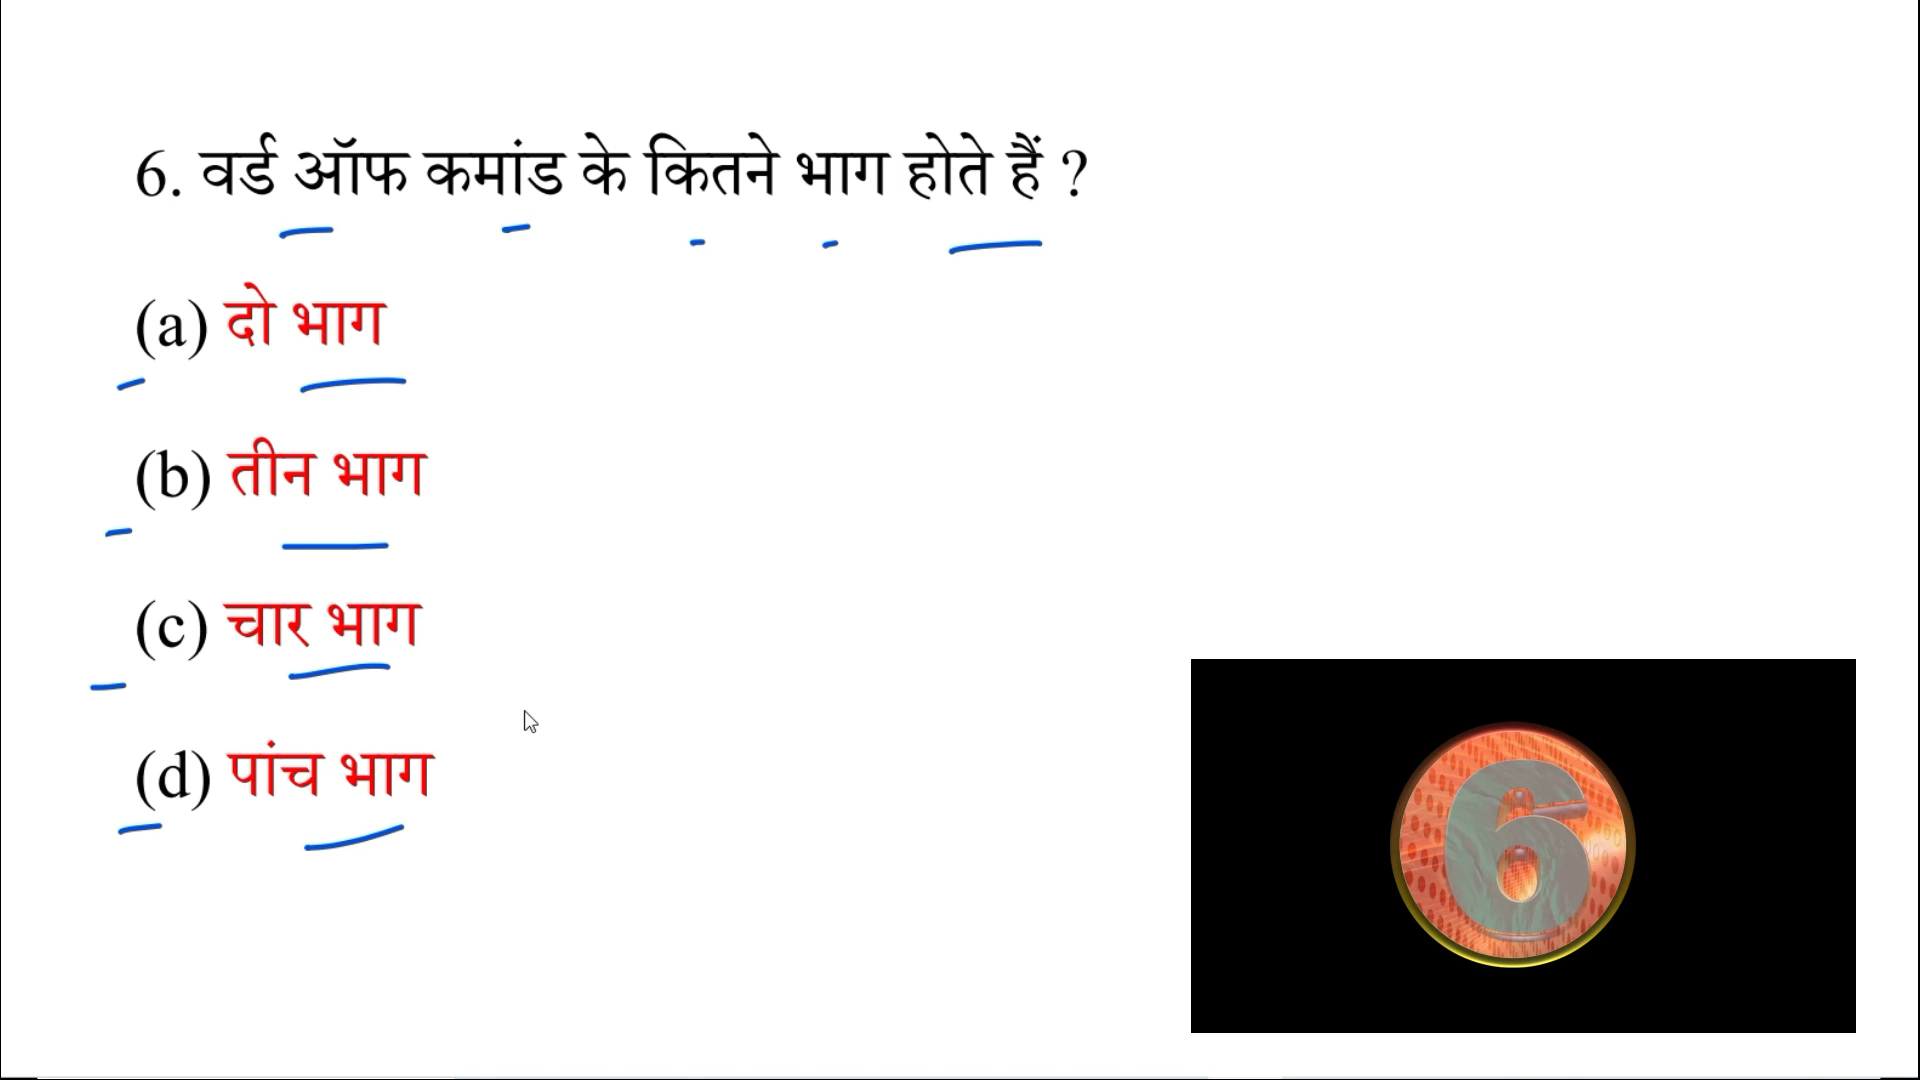 6. वर्ड ऑफ कमांड के कितने भाग होते हैं ?
(a) दो भाग
(b) तीन भाग
(c) चार भाग
(d) पांच भाग
6